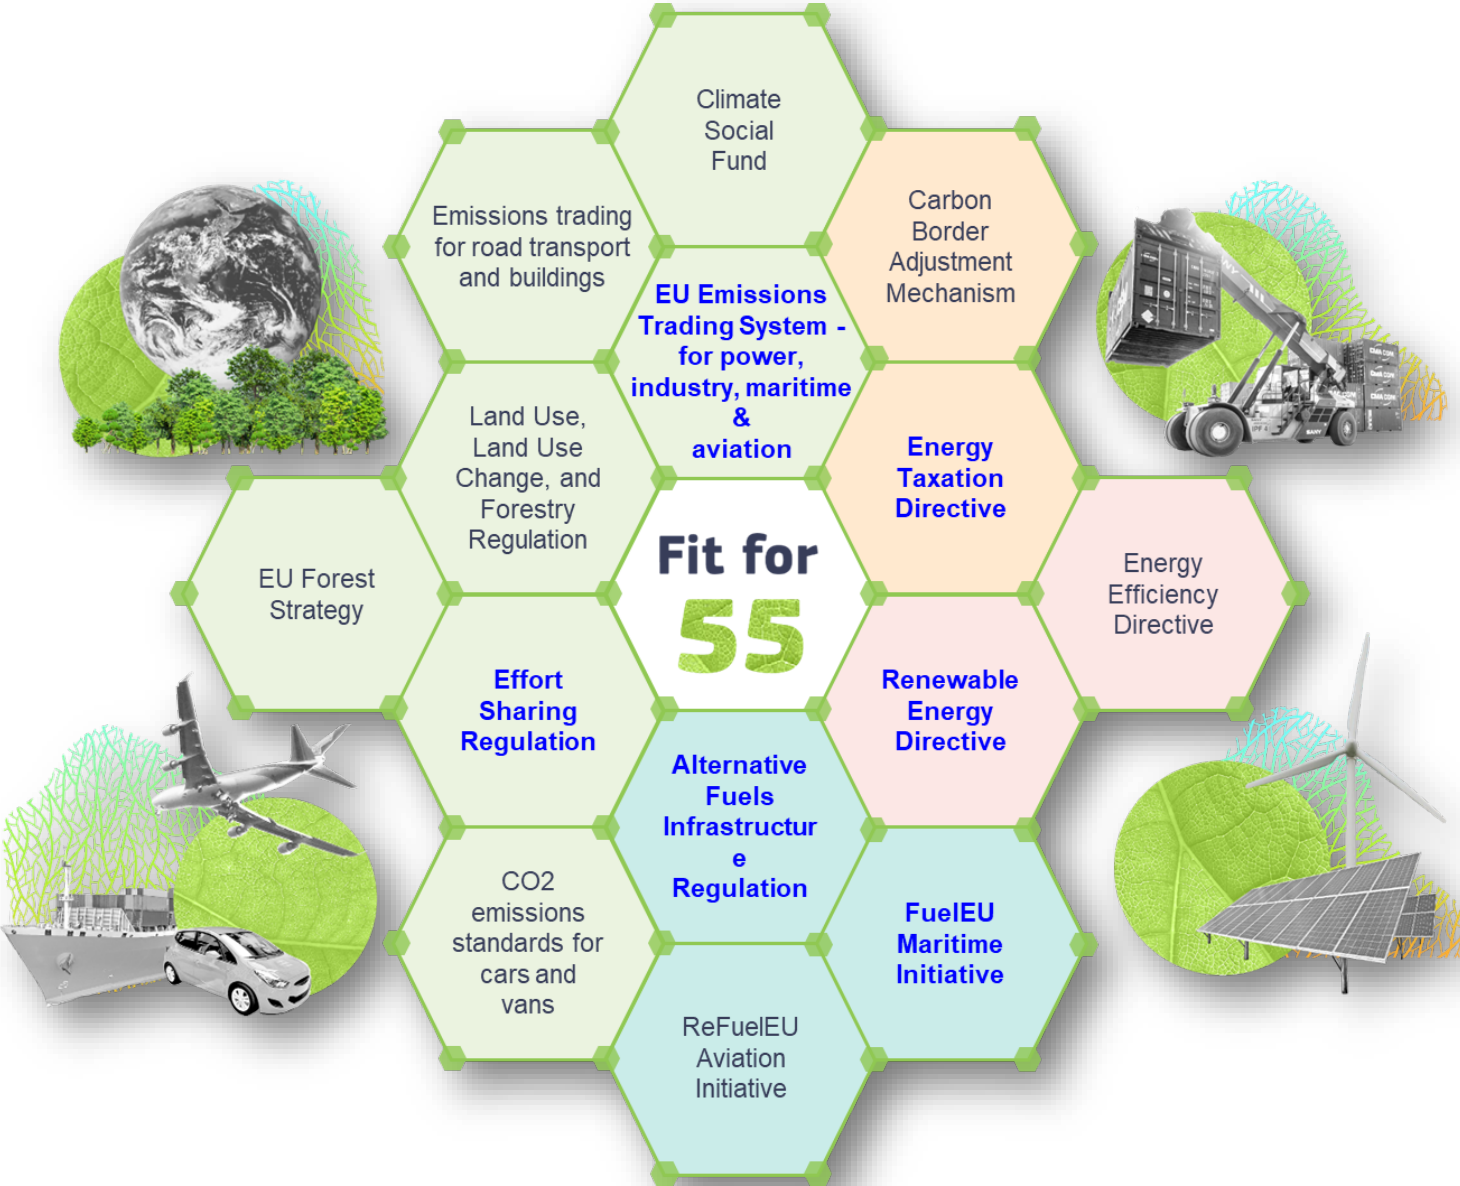 Climate
Social
Fund
Emissions trading
for road transport
and buildings
Carbon
Border
Adjustment
Mechanism
EU Emissions
Trading System -
for power,
industry, maritime
&
aviation
Land Use,
Land Use
Change, and
Forestry
Regulation
Energy
Taxation
Directive
EU Forest
Strategy
Fit for
55
Energy
Efficiency
Directive
Effort
Sharing
Regulation
Renewable
Energy
Directive
Alternative
Fuels
Infrastructur
e
Regulation
CO2
emissions
standards for
cars and
vans
FuelEU
Maritime
Initiative
ReFuelEU
Aviation
Initiative
SANY